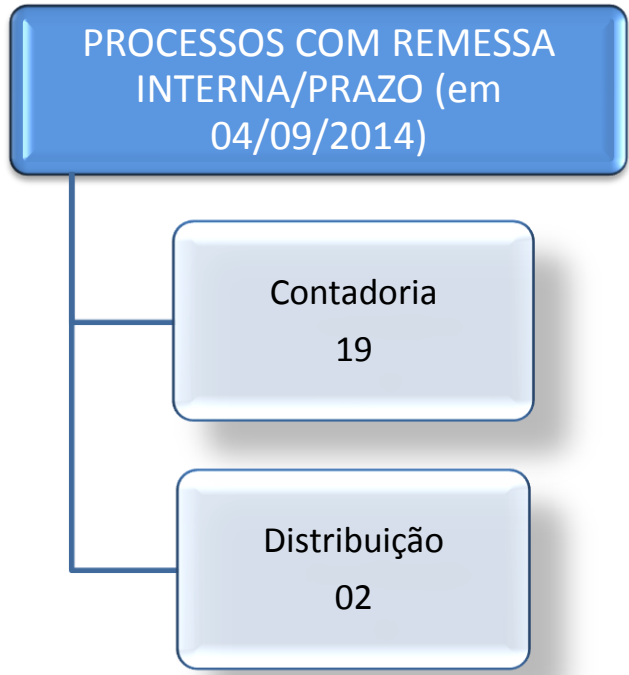 PROCESSOS COM REMESSA
INTERNA/PRAZO (em
04/09/2014)
Contadoria
19
Distribuição
02